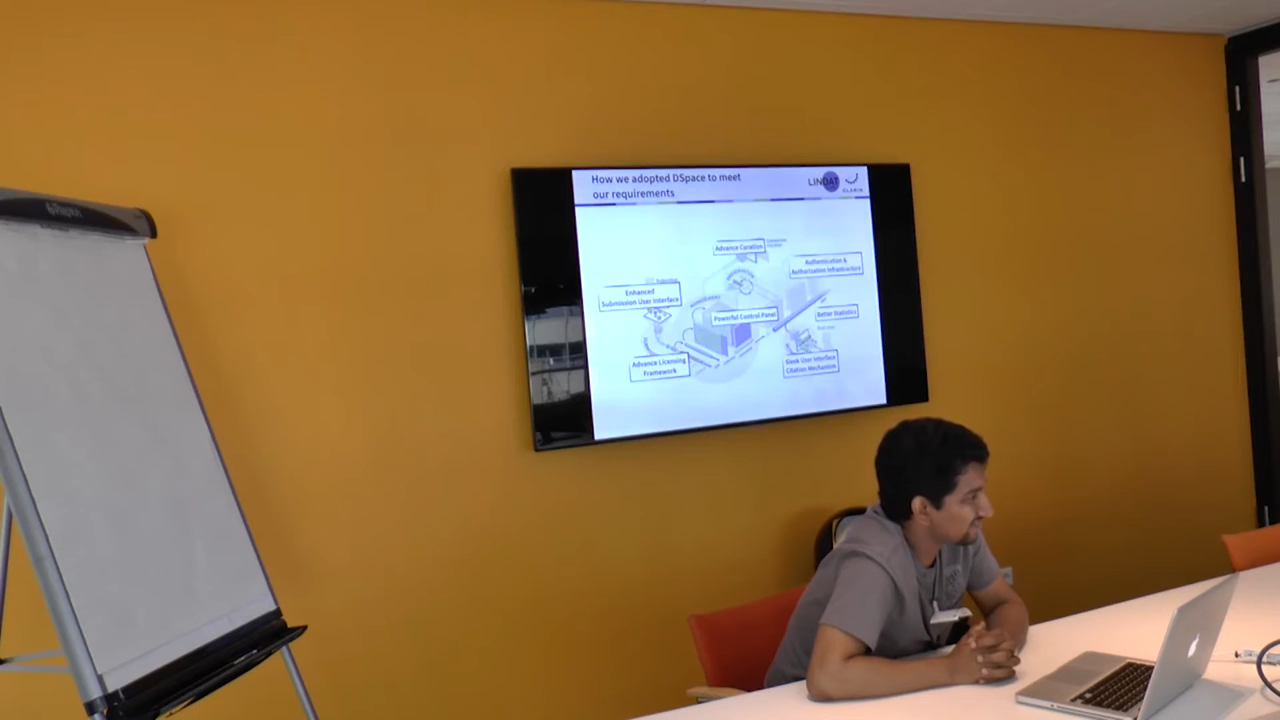 How we adopted DSpace to meet
our requirements
LINDAT
CLARIN
Advance Curation
Authentication &
Authorization Infrastructure
Enhanced
Submission User Interface
Powerful Control Panel
Better Statistics
Advance Licensing
Framework
Sleek User Interface
Citation Mechanism